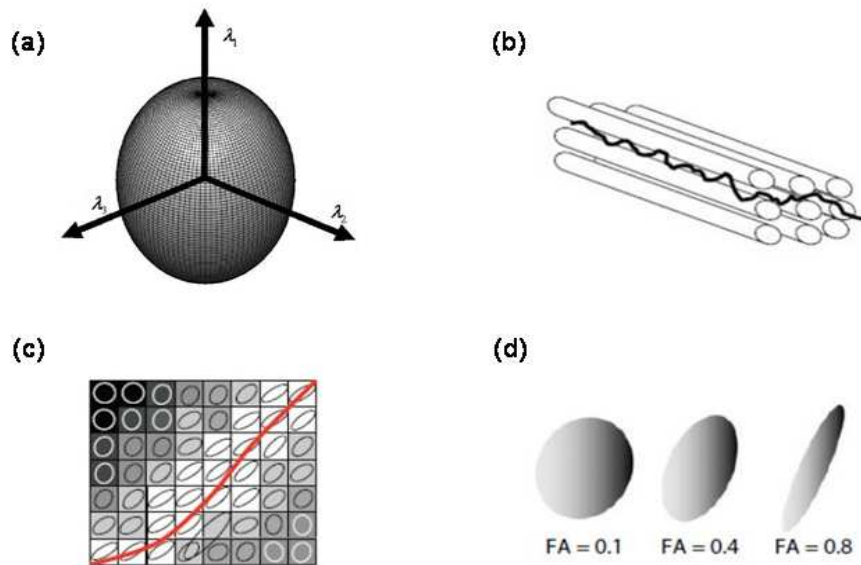 (a)
λ₁
λ₃
λ₂
(b)
(c)
(d)
FA = 0.1 FA = 0.4 FA = 0.8